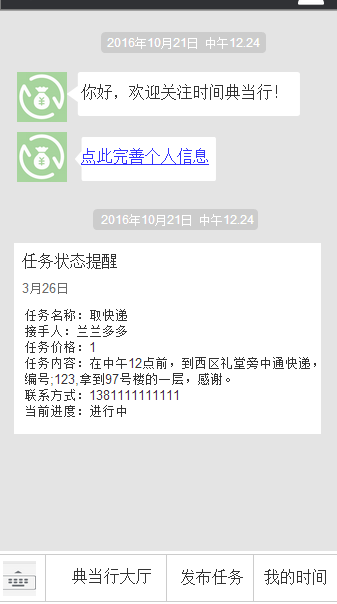 2016年10月21日 中午12.24
你好，欢迎关注时间典当行！
点此完善个人信息
2016年10月21日 中午12.24
任务状态提醒
3月26日
任务名称：取快递
接手人：兰兰多多
任务价格：1
任务内容：在中午12点前，到西区礼堂旁中通快递，
编号;123,拿到97号楼的一层，感谢。
联系方式：1381111111111
当前进度：进行中
典当行大厅 发布任务 我的时间